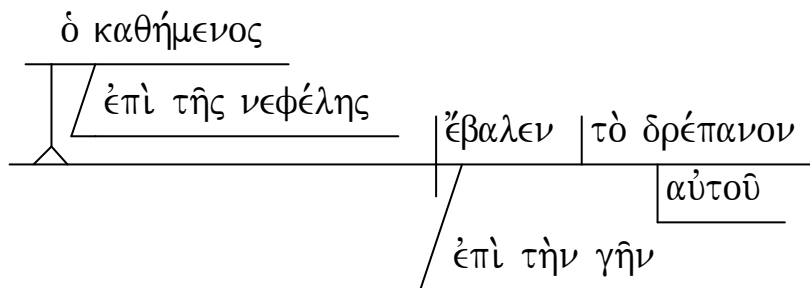 ὁ καθήμενος
ἐπὶ τῆς νεφέλης
ἔβαλεν τὸ δρέπανον
αὐτοῦ
ἐπὶ τὴν γῆν